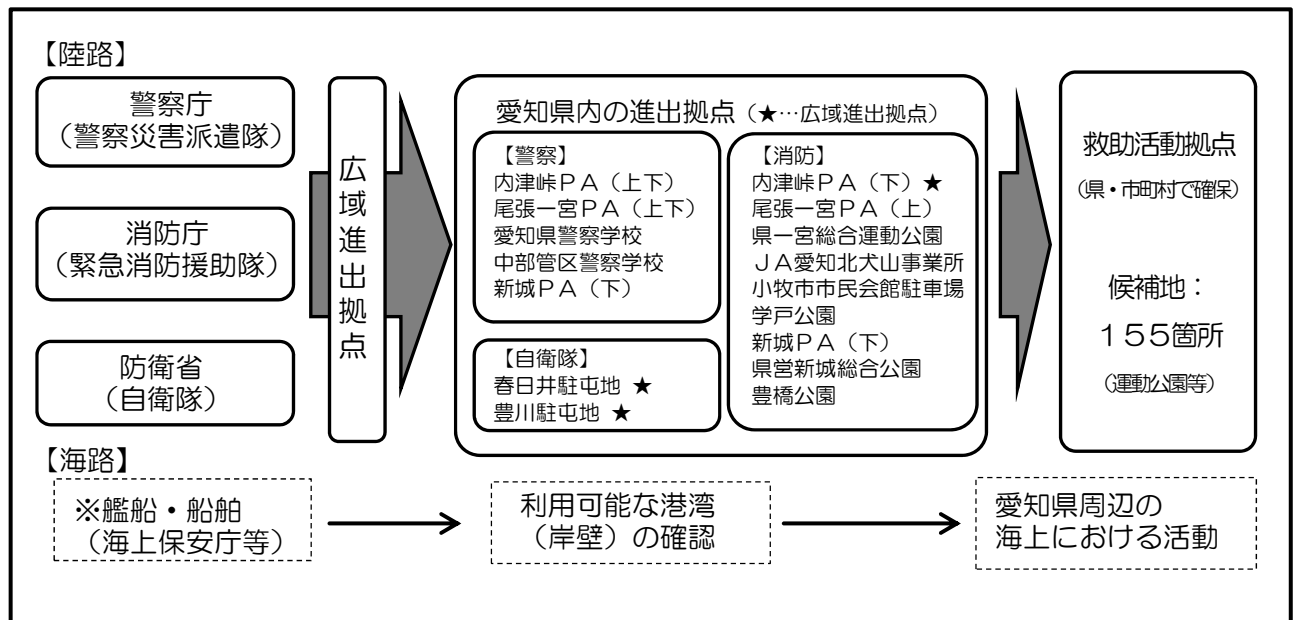 【陸路】
警察庁
（警察災害派遣隊）
消防庁
（緊急消防援助隊）
防衛省
（自衛隊）
広域進出拠点
愛知県内の進出拠点（★…広域進出拠点）
【警察】
内津峠ＰＡ（上下）
尾張一宮ＰＡ（上下）
愛知県警察学校
中部管区警察学校
新城ＰＡ（下）
【自衛隊】
春日井駐屯地 ★
豊川駐屯地 ★
【消防】
内津峠ＰＡ（下）★
尾張一宮ＰＡ（上）
県一宮総合運動公園
ＪＡ愛知北犬山事業所
小牧市市民会館駐車場
学戸公園
新城ＰＡ（下）
県営新城総合公園
豊橋公園
救助活動拠点
（県・市町村で確保）
候補地：
１５５箇所
（運動公園等）
【海路】
※艦船・船舶
（海上保安庁等）
利用可能な港湾
（岸壁）の確認
愛知県周辺の
海上における活動